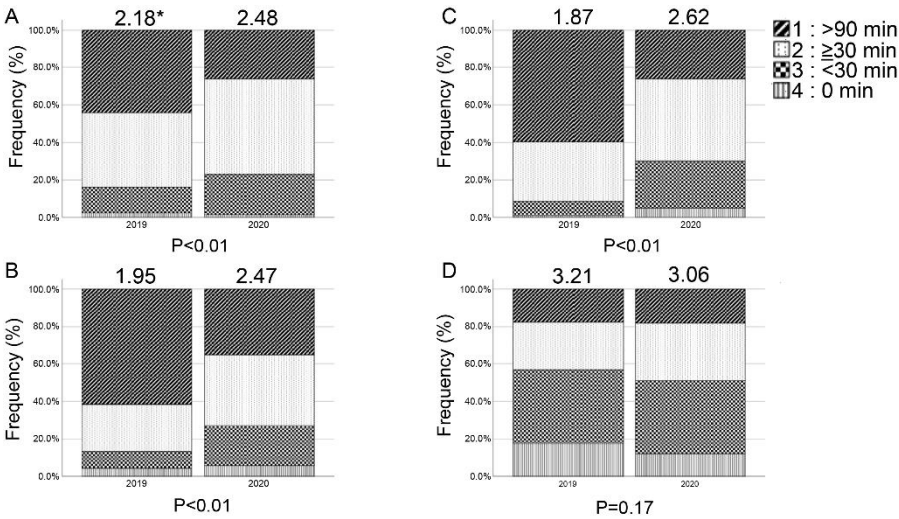 A
2.18* 2.48
Frequency (%)
100.0%
80.0%
60.0%
40.0%
20.0%
0.0%
2019 2020
P<0.01
C
1.87 2.62
Frequency (%)
100.0%
80.0%
60.0%
40.0%
20.0%
0.0%
2019 2020
P<0.01
1 : >90 min
2 : ≥30 min
3 : <30 min
4 : 0 min
B
1.95 2.47
Frequency (%)
100.0%
80.0%
60.0%
40.0%
20.0%
0.0%
2019 2020
P<0.01
D
3.21 3.06
Frequency (%)
100.0%
80.0%
60.0%
40.0%
20.0%
0.0%
2019 2020
P=0.17